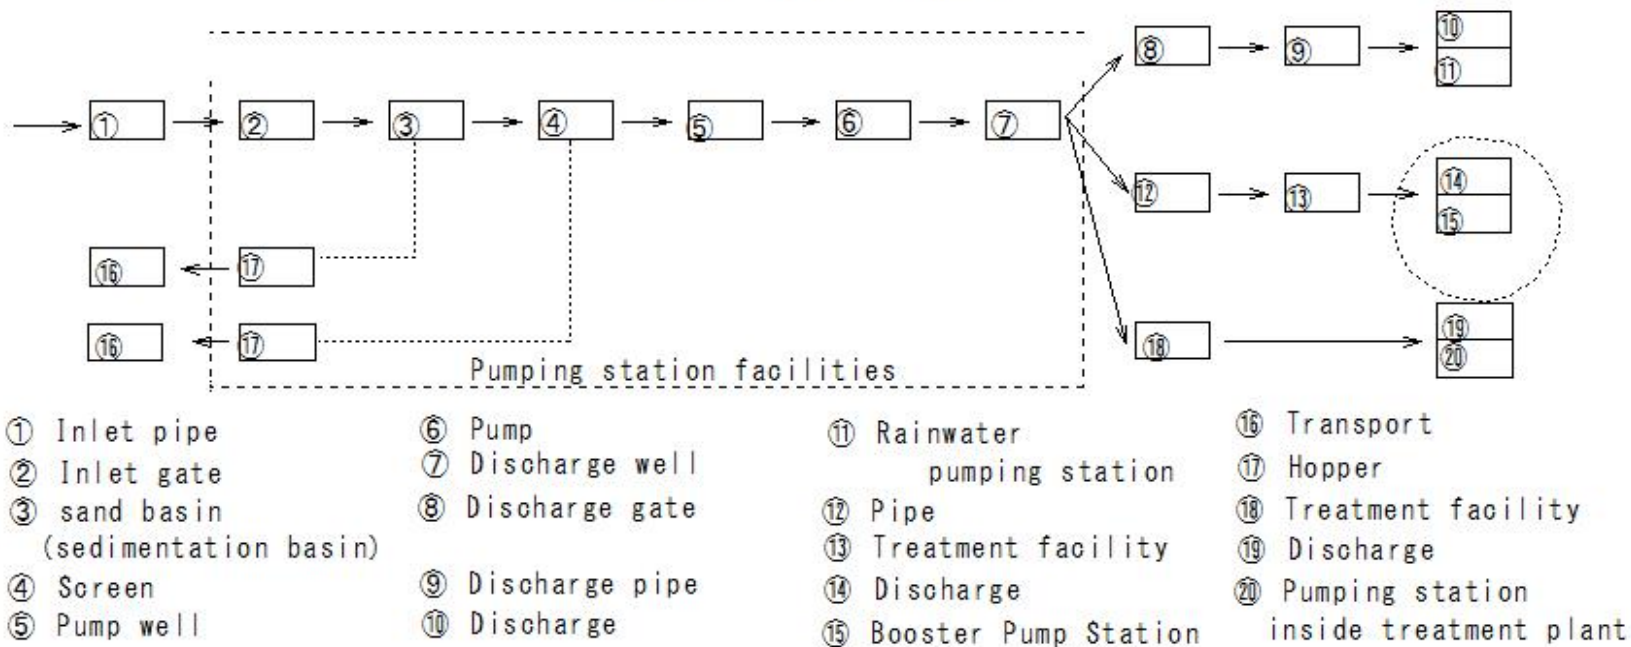 ⑧ ⑨ ⑩
⑪
① ② ③ ④ ⑤ ⑥ ⑦
⑫ ⑬ ⑭
⑮
⑯ ⑰
⑯ ⑰
⑱ ⑲
⑳
Pumping station facilities
① Inlet pipe
② Inlet gate
③ sand basin
(sedimentation basin)
④ Screen
⑤ Pump well
⑥ Pump
⑦ Discharge well
⑧ Discharge gate
⑨ Discharge pipe
⑩ Discharge
⑪ Rainwater
pumping station
⑫ Pipe
⑬ Treatment facility
⑭ Discharge
⑮ Booster Pump Station
⑯ Transport
⑰ Hopper
⑱ Treatment facility
⑲ Discharge
⑳ Pumping station
inside treatment plant